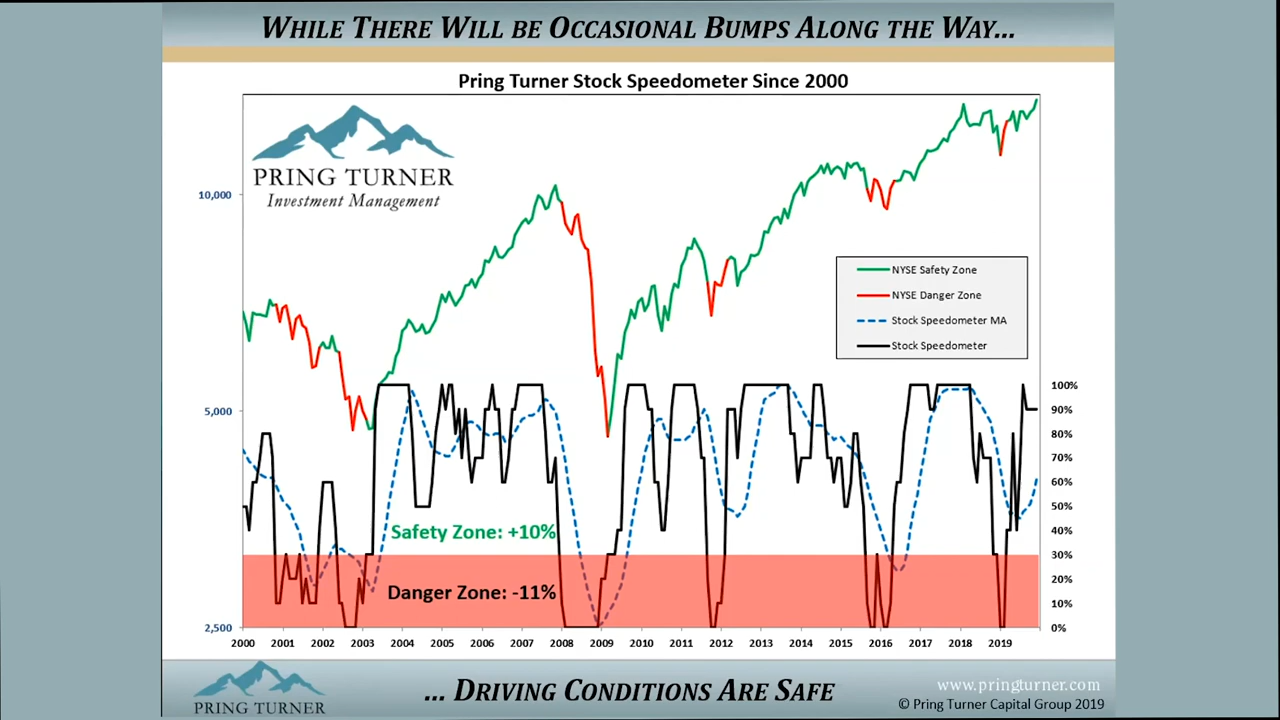 WHILE THERE WILL BE OCCASIONAL BUMPS ALONG THE WAY...
Pring Turner Stock Speedometer Since 2000
PRING TURNER
Investment Management
10,000
5,000
2,500
NYSE Safety Zone
NYSE Danger Zone
Stock Speedometer MA
Stock Speedometer
100%
90%
80%
70%
60%
50%
40%
30%
20%
10%
0%
Safety Zone: +10%
Danger Zone: -11%
2000 2001 2002 2003 2004 2005 2006 2007 2008 2009 2010 2011 2012 2013 2014 2015 2016 2017 2018 2019
PRING TURNER
... DRIVING CONDITIONS ARE SAFE
www.pringturner.com
© Pring Turner Capital Group 2019